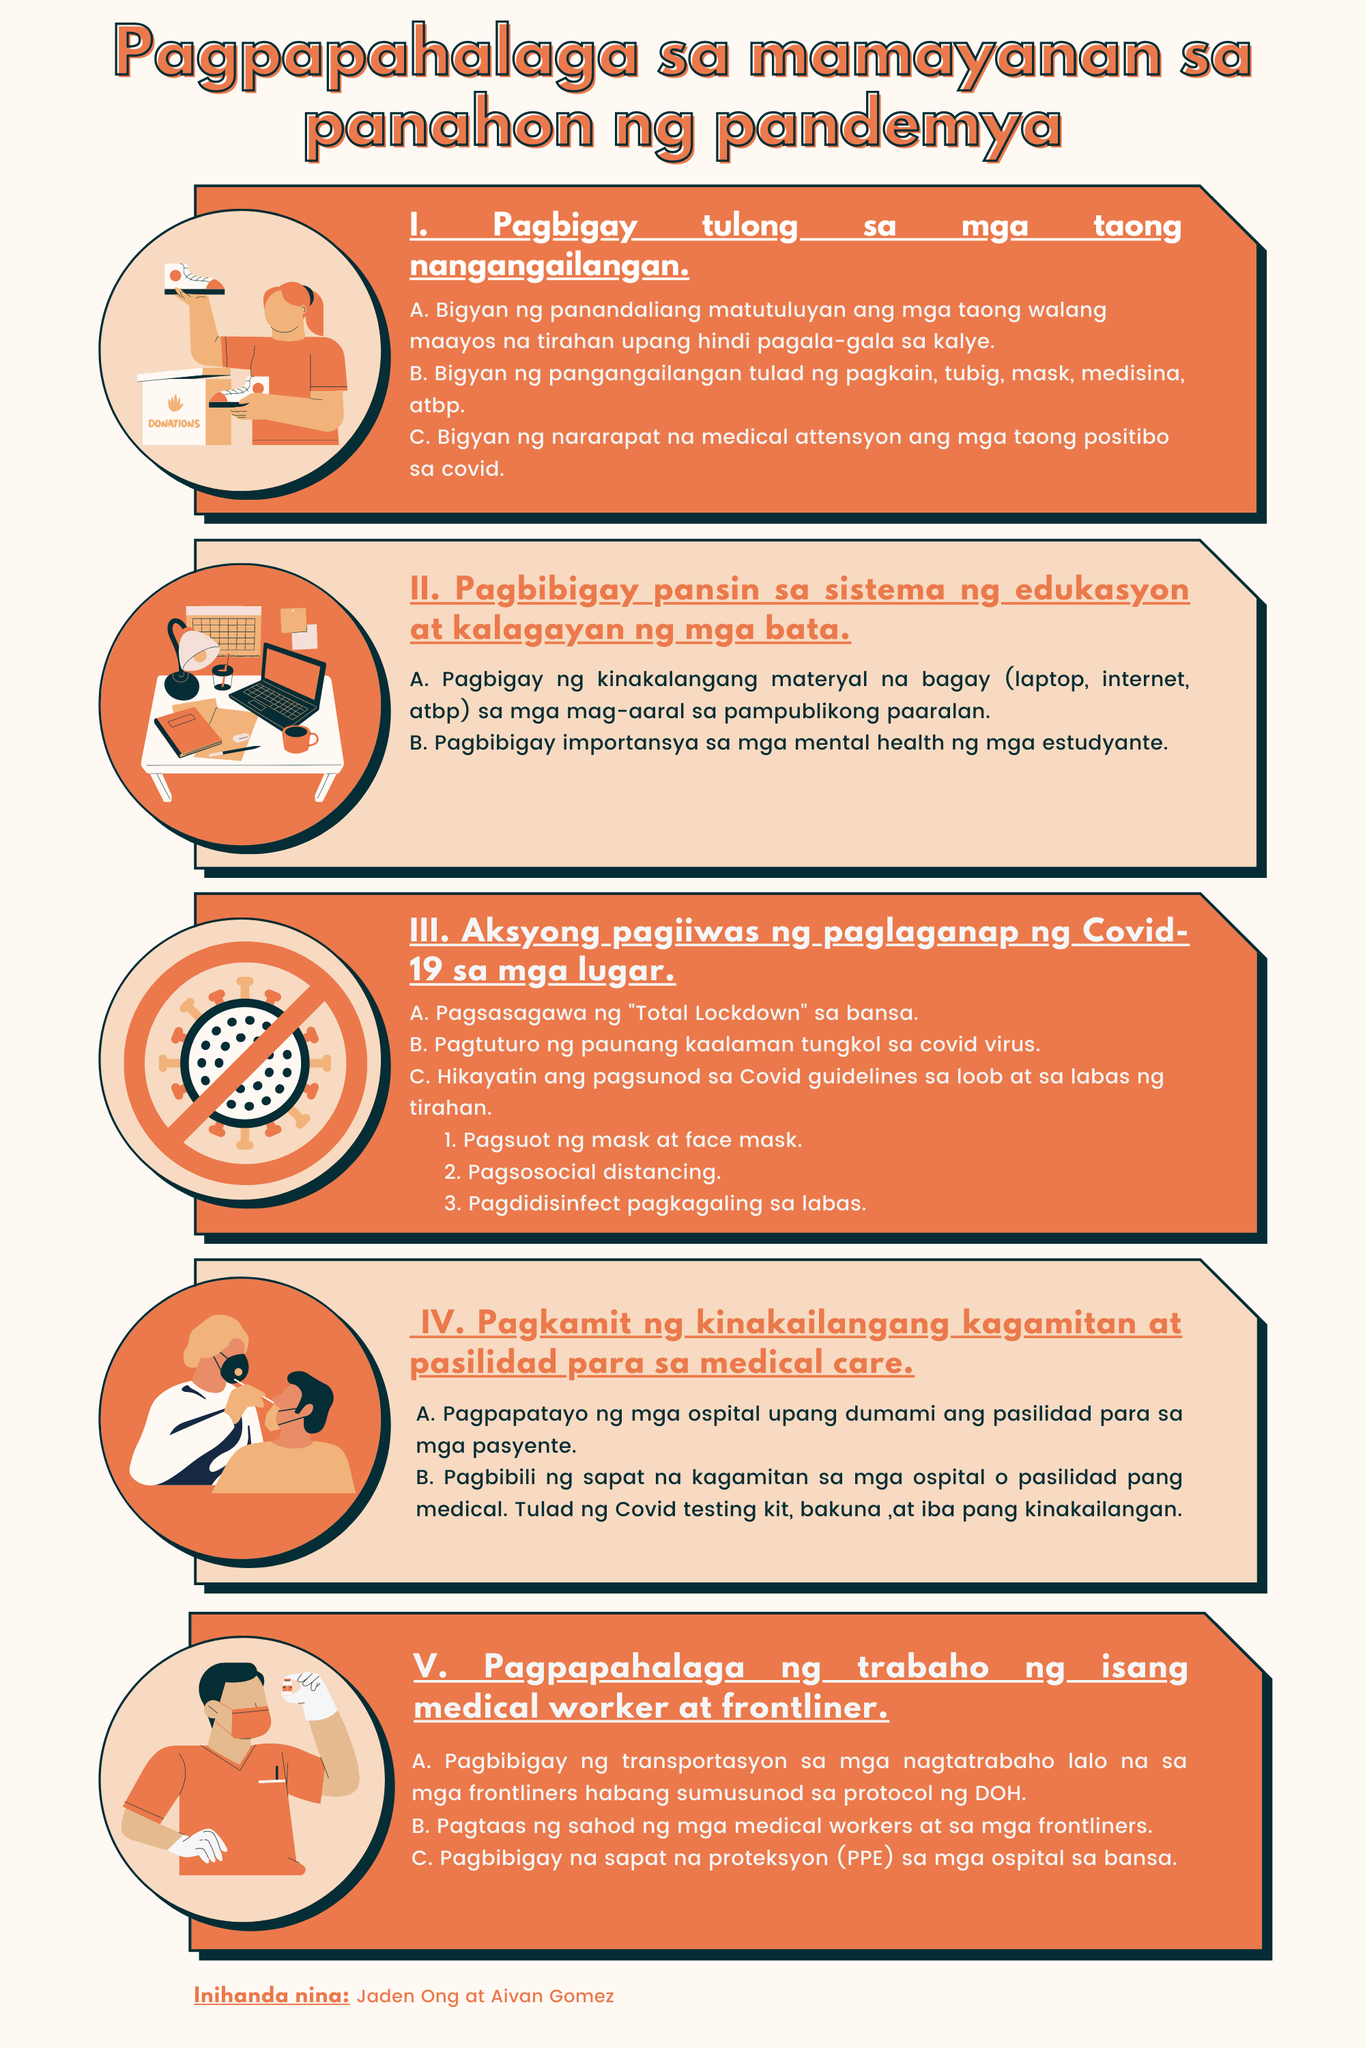 Pagpapahalaga sa mamayanan sa
panahon ng pandemya
I. Pagbigay tulong sa mga taong
nangangailangan.
A. Bigyan ng panandaliang matutuluyan ang mga taong walang
maayos na tirahan upang hindi pagala-gala sa kalye.
B. Bigyan ng pangangailangan tulad ng pagkain, tubig, mask, medisina,
atbp.
C. Bigyan ng nararapat na medical attensyon ang mga taong positibo
sa covid.
DONATIONS
II. Pagbibigay pansin sa sistema ng edukasyon
at kalagayan ng mga bata.
A. Pagbigay ng kinakalangang materyal na bagay (laptop, internet,
atbp) sa mga mag-aaral sa pampublikong paaralan.
B. Pagbibigay importansya sa mga mental health ng mga estudyante.
III. Aksyong pagiiwas ng paglaganap ng Covid-
19 sa mga lugar.
A. Pagsasagawa ng "Total Lockdown" sa bansa.
B. Pagtuturo ng paunang kaalaman tungkol sa covid virus.
C. Hikayatin ang pagsunod sa Covid guidelines sa loob at sa labas ng
tirahan.
1. Pagsuot ng mask at face mask.
2. Pagsosocial distancing.
3. Pagdidisinfect pagkagaling sa labas.
IV. Pagkamit ng kinakailangang kagamitan at
pasilidad para sa medical care.
A. Pagpapatayo ng mga ospital upang dumami ang pasilidad para sa
mga pasyente.
B. Pagbibili ng sapat na kagamitan sa mga ospital o pasilidad pang
medical. Tulad ng Covid testing kit, bakuna ,at iba pang kinakailangan.
V. Pagpapahalaga ng trabaho ng isang
medical worker at frontliner.
A. Pagbibigay ng transportasyon sa mga nagtatrabaho lalo na sa
mga frontliners habang sumusunod sa protocol ng DOH.
B. Pagtaas ng sahod ng mga medical workers at sa mga frontliners.
C. Pagbibigay na sapat na proteksyon (PPE) sa mga ospital sa bansa.
Inihanda nina: Jaden Ong at Aivan Gomez